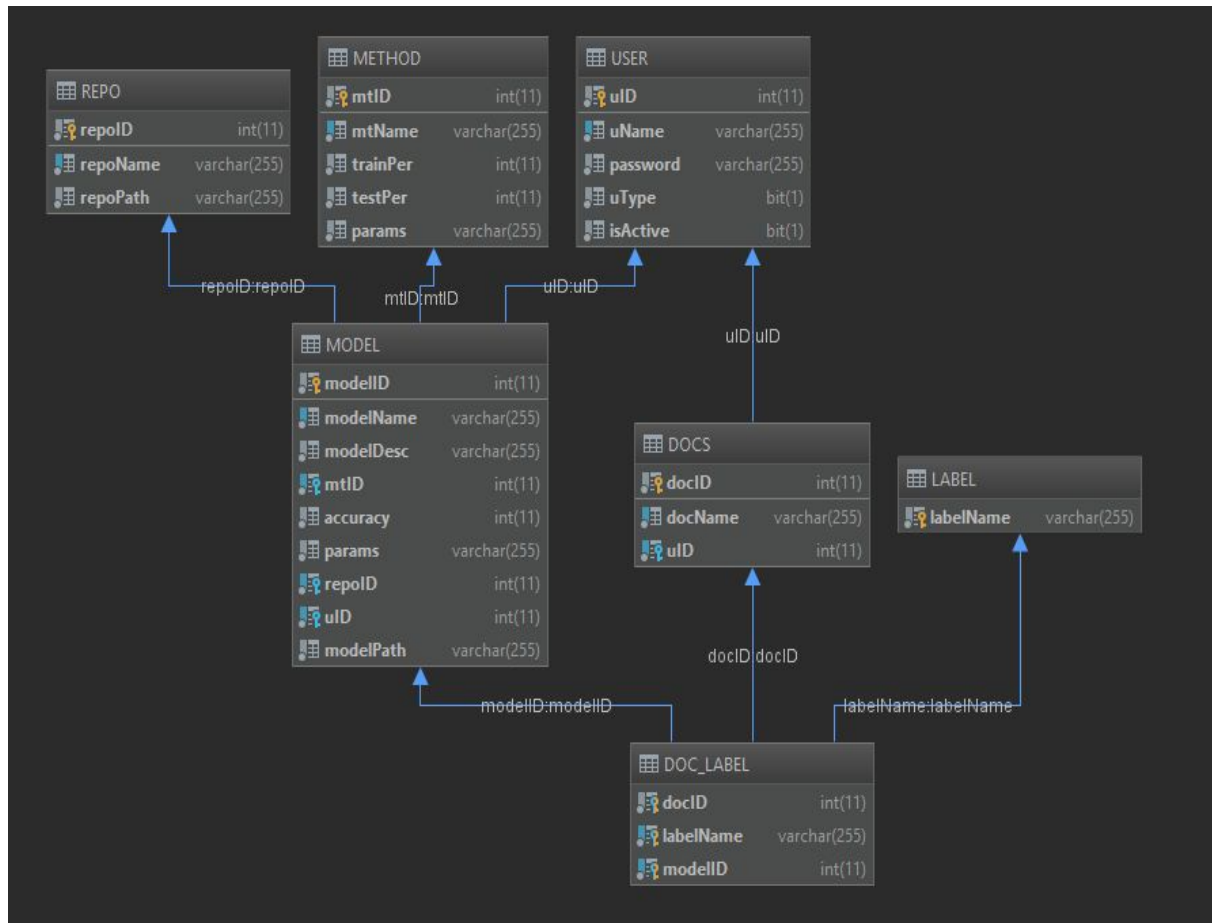 REPO
repoID int(11)
repoName varchar(255)
repoPath varchar(255)
METHOD
mtID int(11)
mtName varchar(255)
trainPer int(11)
testPer int(11)
params varchar(255)
USER
uID int(11)
uName varchar(255)
password varchar(255)
uType bit(1)
isActive bit(1)
repoID:repoID
mtID:mtID
uID:uID
uID:uID
MODEL
modelID int(11)
modelName varchar(255)
modelDesc varchar(255)
mtID int(11)
accuracy int(11)
params varchar(255)
repoID int(11)
uID int(11)
modelPath varchar(255)
DOCS
docID int(11)
docName varchar(255)
uID int(11)
LABEL
labelName varchar(255)
modelID:modelID
docID:docID
labelName:labelName
DOC_LABEL
docID int(11)
labelName varchar(255)
modelID int(11)